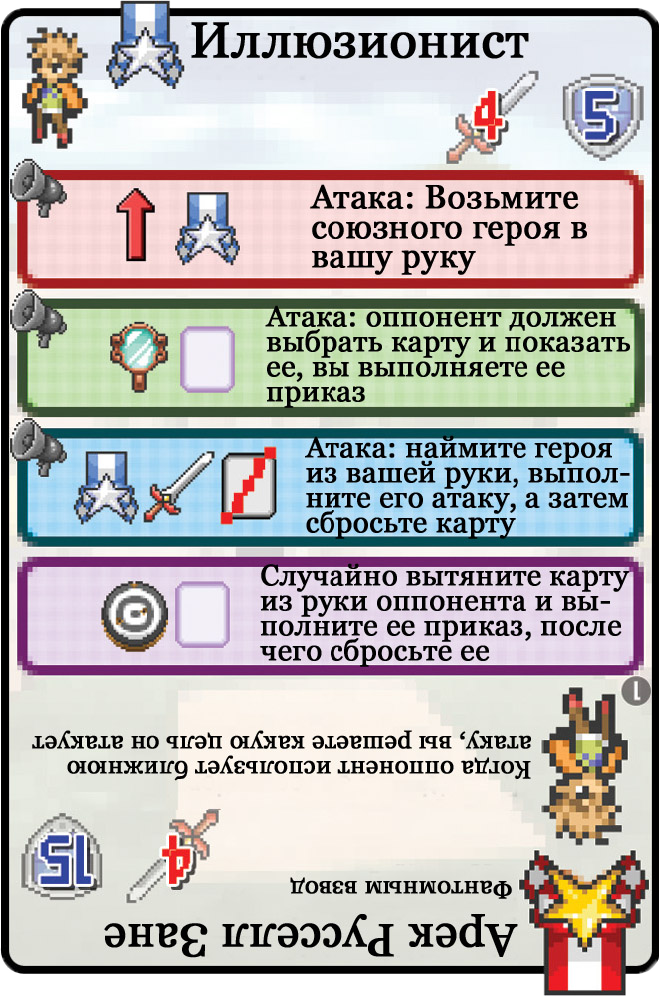 Иллюзионист
4
5
Атака: Возьмите
союзного героя в
вашу руку
Атака: оппонент должен
выбрать карту и показать
ее, вы выполняете ее
приказ
Атака: наймите героя
из вашей руки, выпол-
ните его атаку, а затем
сбросьте карту
Случайно вытяните карту
из руки оппонента и вы-
полните ее приказ, после
чего сбросьте ее
1
Арек Русселл Зане
Фантомным взвод
4
15
Когда оппонент использует ближнюю
атаку, вы решаете какую цель он атакует